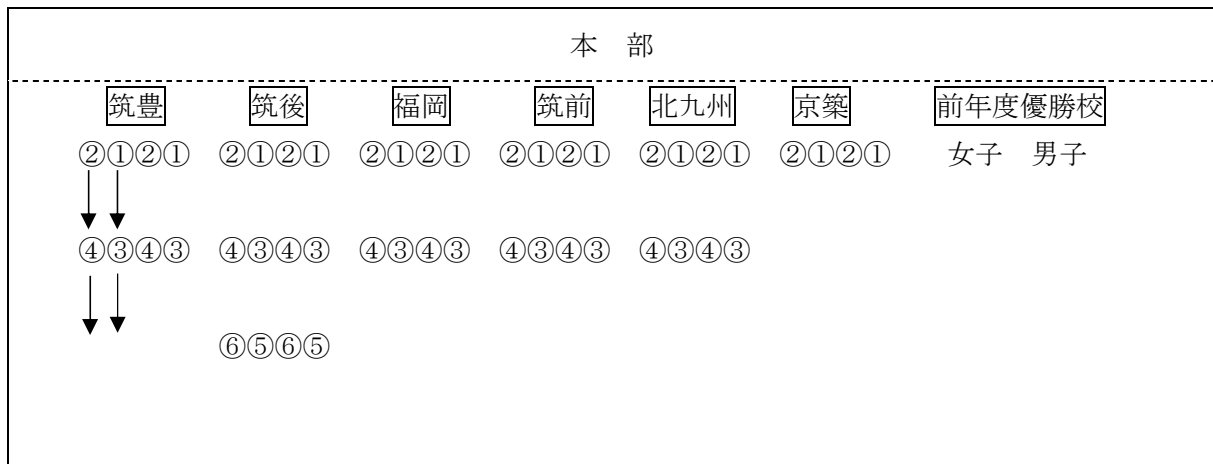 本 部
筑豊 筑後 福岡 筑前 北九州 京築 前年度優勝校
②①②① ②①②① ②①②① ②①②① ②①②① ②①②① 女子 男子
④③④③ ④③④③ ④③④③ ④③④③ ④③④③
⑥⑤⑥⑤